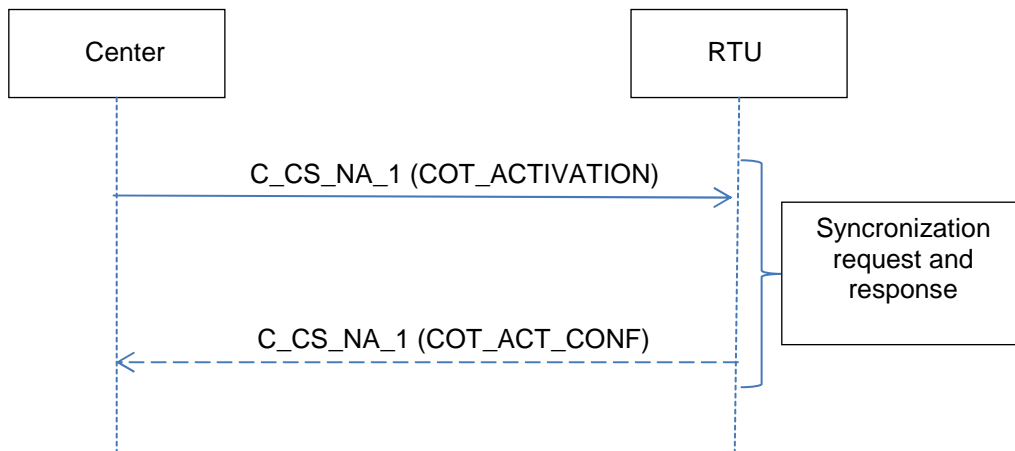 Center
RTU
C_CS_NA_1 (COT_ACTIVATION)
Syncronization
request and
response
C_CS_NA_1 (COT_ACT_CONF)